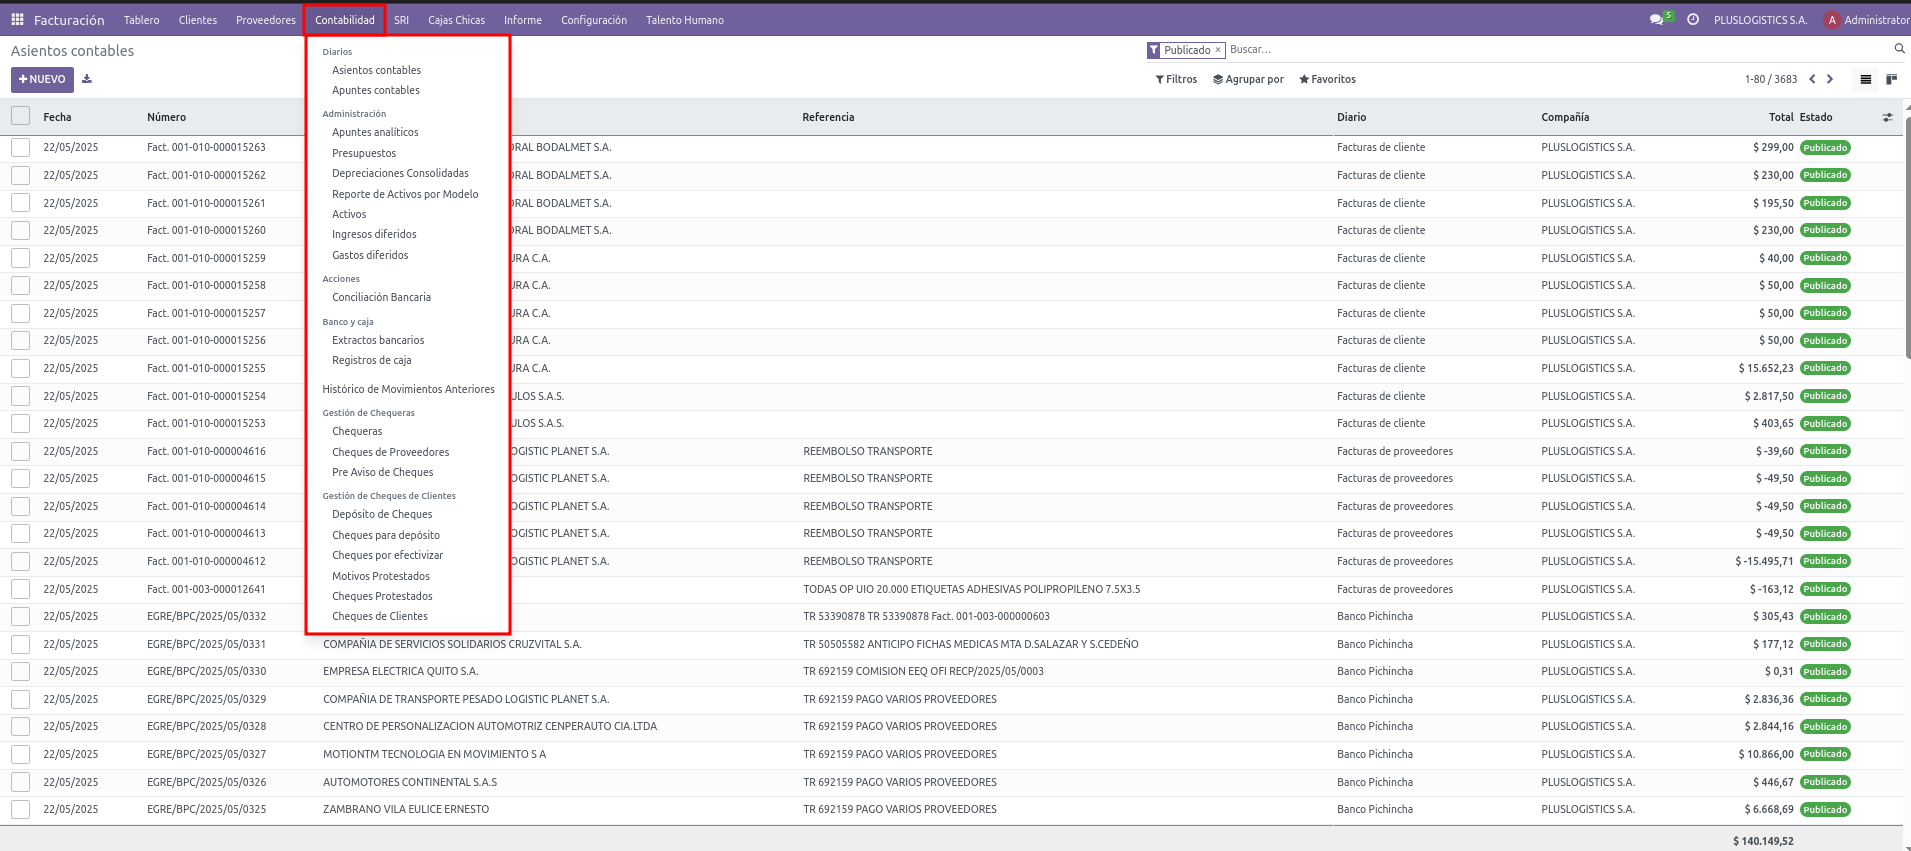 Facturación Tablero Clientes Proveedores Contabilidad SRI Cajas Chicas Informe Configuración Talento Humano 5 PLUSLOGISTICS S.A. A Administrator
Asientos contables Publicado × Buscar...
+ NUEVO Filtros Agrupar por Favoritos 1-80 / 3683
Diarios
Asientos contables
Apuntes contables
Administración
Apuntes analíticos
Presupuestos
Depreciaciones Consolidadas
Reporte de Activos por Modelo
Activos
Ingresos diferidos
Gastos diferidos
Acciones
Conciliación Bancaria
Banco y caja
Extractos bancarios
Registros de caja
Histórico de Movimientos Anteriores
Gestión de Chequeras
Chequeras
Cheques de Proveedores
Pre Aviso de Cheques
Gestión de Cheques de Clientes
Depósito de Cheques
Cheques para depósito
Cheques por efectivizar
Motivos Protestados
Cheques Protestados
Cheques de Clientes
Fecha Número Referencia Diario Compañía Total Estado
22/05/2025 Fact. 001-010-000015263 ORAL BODALMET S.A. Facturas de cliente PLUSLOGISTICS S.A. $ 299,00 Publicado
22/05/2025 Fact. 001-010-000015262 ORAL BODALMET S.A. Facturas de cliente PLUSLOGISTICS S.A. $ 230,00 Publicado
22/05/2025 Fact. 001-010-000015261 ORAL BODALMET S.A. Facturas de cliente PLUSLOGISTICS S.A. $ 195,50 Publicado
22/05/2025 Fact. 001-010-000015260 ORAL BODALMET S.A. Facturas de cliente PLUSLOGISTICS S.A. $ 230,00 Publicado
22/05/2025 Fact. 001-010-000015259 URA C.A. Facturas de cliente PLUSLOGISTICS S.A. $ 40,00 Publicado
22/05/2025 Fact. 001-010-000015258 URA C.A. Facturas de cliente PLUSLOGISTICS S.A. $ 50,00 Publicado
22/05/2025 Fact. 001-010-000015257 URA C.A. Facturas de cliente PLUSLOGISTICS S.A. $ 50,00 Publicado
22/05/2025 Fact. 001-010-000015256 URA C.A. Facturas de cliente PLUSLOGISTICS S.A. $ 50,00 Publicado
22/05/2025 Fact. 001-010-000015255 URA C.A. Facturas de cliente PLUSLOGISTICS S.A. $ 15.652,23 Publicado
22/05/2025 Fact. 001-010-000015254 ULOS S.A.S. Facturas de cliente PLUSLOGISTICS S.A. $ 2.817,50 Publicado
22/05/2025 Fact. 001-010-000015253 ULOS S.A.S. Facturas de cliente PLUSLOGISTICS S.A. $ 403,65 Publicado
22/05/2025 Fact. 001-010-000004616 OGISTIC PLANET S.A. REEMBOLSO TRANSPORTE Facturas de proveedores PLUSLOGISTICS S.A. $ -39,60 Publicado
22/05/2025 Fact. 001-010-000004615 OGISTIC PLANET S.A. REEMBOLSO TRANSPORTE Facturas de proveedores PLUSLOGISTICS S.A. $ -49,50 Publicado
22/05/2025 Fact. 001-010-000004614 OGISTIC PLANET S.A. REEMBOLSO TRANSPORTE Facturas de proveedores PLUSLOGISTICS S.A. $ -49,50 Publicado
22/05/2025 Fact. 001-010-000004613 OGISTIC PLANET S.A. REEMBOLSO TRANSPORTE Facturas de proveedores PLUSLOGISTICS S.A. $ -49,50 Publicado
22/05/2025 Fact. 001-010-000004612 OGISTIC PLANET S.A. REEMBOLSO TRANSPORTE Facturas de proveedores PLUSLOGISTICS S.A. $ -15.495,71 Publicado
22/05/2025 Fact. 001-003-000012641 TODAS OP UIO 20.000 ETIQUETAS ADHESIVAS POLIPROPILENO 7.5X3.5 Facturas de proveedores PLUSLOGISTICS S.A. $ -163,12 Publicado
22/05/2025 EGRE/BPC/2025/05/0332 TR 53390878 TR 53390878 Fact. 001-003-000000603 Banco Pichincha PLUSLOGISTICS S.A. $ 305,43 Publicado
22/05/2025 EGRE/BPC/2025/05/0331 COMPAÑIA DE SERVICIOS SOLIDARIOS CRUZVITAL S.A. TR 50505582 ANTICIPO FICHAS MEDICAS MTA D.SALAZAR Y S.CEDEÑO Banco Pichincha PLUSLOGISTICS S.A. $ 177,12 Publicado
22/05/2025 EGRE/BPC/2025/05/0330 EMPRESA ELECTRICA QUITO S.A. TR 692159 COMISION EEQ OFI RECP/2025/05/0003 Banco Pichincha PLUSLOGISTICS S.A. $ 0,31 Publicado
22/05/2025 EGRE/BPC/2025/05/0329 COMPAÑIA DE TRANSPORTE PESADO LOGISTIC PLANET S.A. TR 692159 PAGO VARIOS PROVEEDORES Banco Pichincha PLUSLOGISTICS S.A. $ 2.836,36 Publicado
22/05/2025 EGRE/BPC/2025/05/0328 CENTRO DE PERSONALIZACION AUTOMOTRIZ CENPERAUTO CIA.LTDA TR 692159 PAGO VARIOS PROVEEDORES Banco Pichincha PLUSLOGISTICS S.A. $ 2.844,16 Publicado
22/05/2025 EGRE/BPC/2025/05/0327 MOTIONTM TECNOLOGIA EN MOVIMIENTO S A TR 692159 PAGO VARIOS PROVEEDORES Banco Pichincha PLUSLOGISTICS S.A. $ 10.866,00 Publicado
22/05/2025 EGRE/BPC/2025/05/0326 AUTOMOTORES CONTINENTAL S.A.S TR 692159 PAGO VARIOS PROVEEDORES Banco Pichincha PLUSLOGISTICS S.A. $ 446,67 Publicado
22/05/2025 EGRE/BPC/2025/05/0325 ZAMBRANO VILA EULICE ERNESTO TR 692159 PAGO VARIOS PROVEEDORES Banco Pichincha PLUSLOGISTICS S.A. $ 6.668,69 Publicado
$ 140.149,52